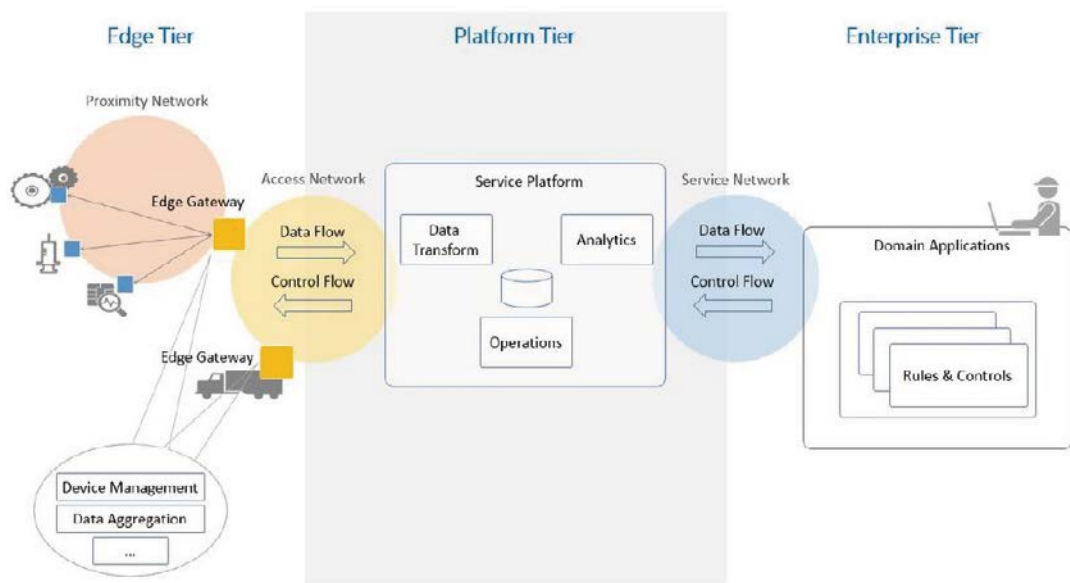 Edge Tier
Platform Tier
Enterprise Tier
Proximity Network
Access Network
Service Platform
Service Network
Edge Gateway
Data Flow
Data
Transform
Analytics
Data Flow
Domain Applications
Control Flow
Control Flow
Operations
Edge Gateway
Rules & Controls
Device Management
Data Aggregation
...